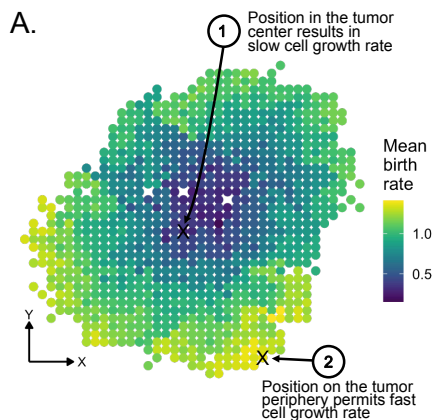 A.
1
Position in the tumor
center results in
slow cell growth rate
Mean
birth
rate
1.0
0.5
X
Y
X
X
2
Position on the tumor
periphery permits fast
cell growth rate